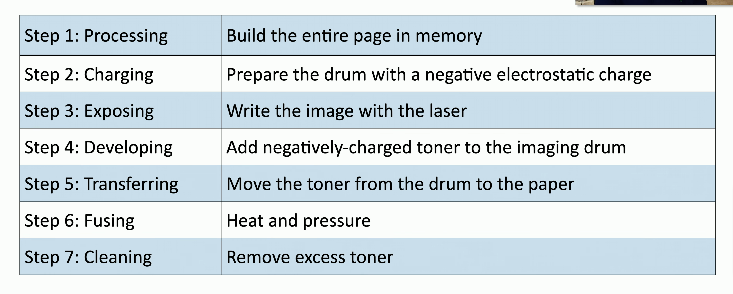 Step 1: Processing Build the entire page in memory
Step 2: Charging Prepare the drum with a negative electrostatic charge
Step 3: Exposing Write the image with the laser
Step 4: Developing Add negatively-charged toner to the imaging drum
Step 5: Transferring Move the toner from the drum to the paper
Step 6: Fusing Heat and pressure
Step 7: Cleaning Remove excess toner